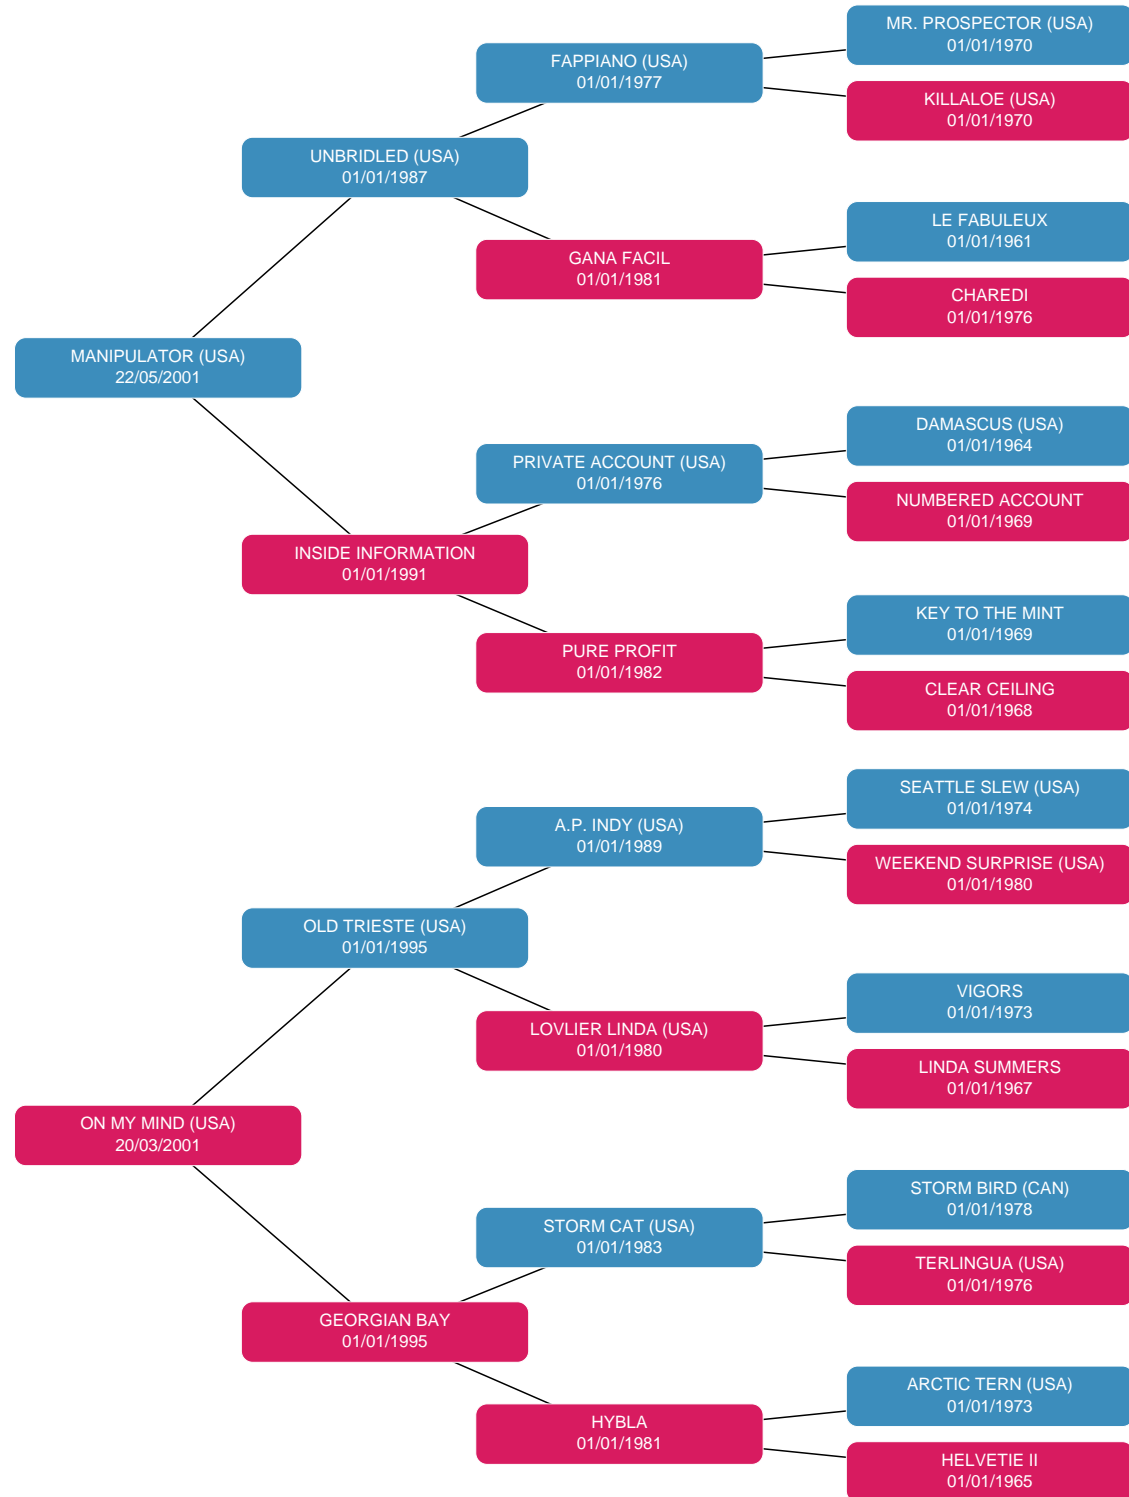 MR. PROSPECTOR (USA)
01/01/1970
FAPPIANO (USA)
01/01/1977
KILLALOE (USA)
01/01/1970
UNBRIDLED (USA)
01/01/1987
LE FABULEUX
01/01/1961
GANA FACIL
01/01/1981
CHAREDI
01/01/1976
MANIPULATOR (USA)
22/05/2001
DAMASCUS (USA)
01/01/1964
PRIVATE ACCOUNT (USA)
01/01/1976
NUMBERED ACCOUNT
01/01/1969
INSIDE INFORMATION
01/01/1991
KEY TO THE MINT
01/01/1969
PURE PROFIT
01/01/1982
CLEAR CEILING
01/01/1968
SEATTLE SLEW (USA)
01/01/1974
A.P. INDY (USA)
01/01/1989
WEEKEND SURPRISE (USA)
01/01/1980
OLD TRIESTE (USA)
01/01/1995
VIGORS
01/01/1973
LOVLIER LINDA (USA)
01/01/1980
LINDA SUMMERS
01/01/1967
ON MY MIND (USA)
20/03/2001
STORM BIRD (CAN)
01/01/1978
STORM CAT (USA)
01/01/1983
TERLINGUA (USA)
01/01/1976
GEORGIAN BAY
01/01/1995
ARCTIC TERN (USA)
01/01/1973
HYBLA
01/01/1981
HELVETIE II
01/01/1965